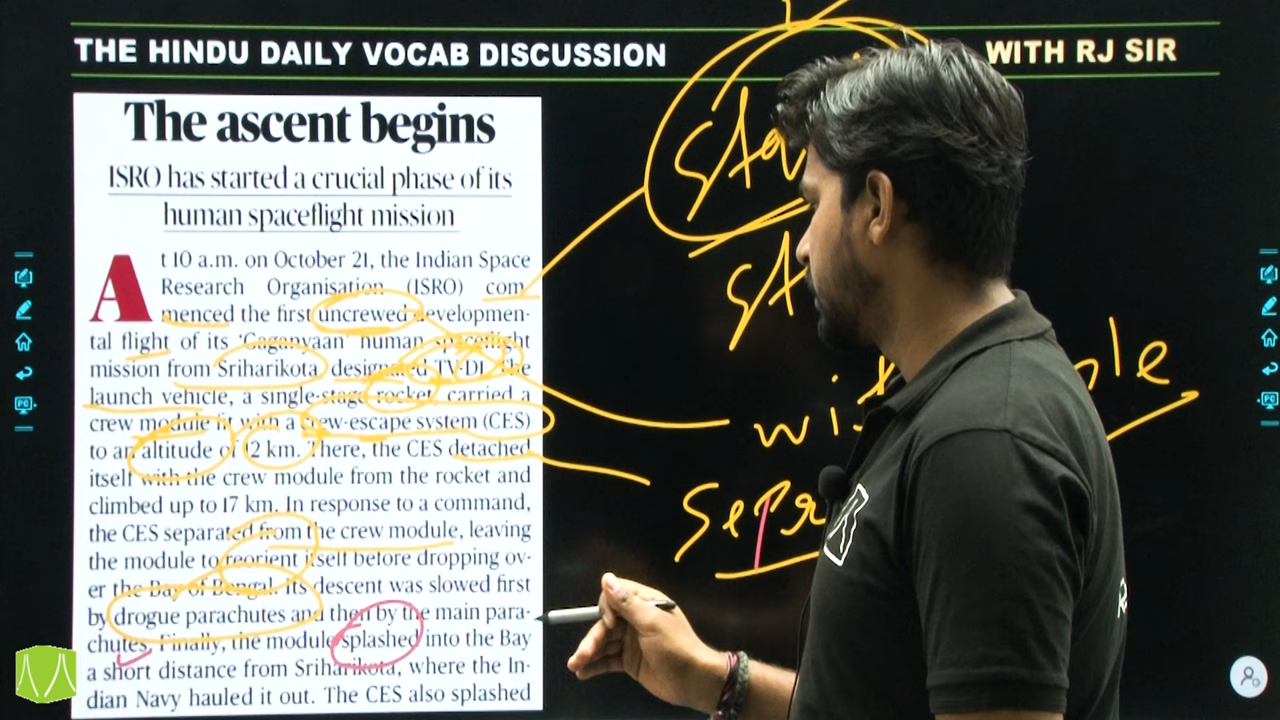 THE HINDU DAILY VOCAB DISCUSSION WITH RJ SIR
The ascent begins
ISRO has started a crucial phase of its
human spaceflight mission
At 10 a.m. on October 21, the Indian Space
Research Organisation (ISRO) com
menced the first uncrewed developmen-
tal flight of its 'Gaganyaan' human spaceflight
mission from Sriharikota designated TV-D1. The
launch vehicle, a single-stage rocket, carried a
crew module fit with a crew-escape system (CES)
to an altitude of 12 km. There, the CES detached
itself with the crew module from the rocket and
climbed up to 17 km. In response to a command,
the CES separated from the crew module, leaving
the module to reorient itself before dropping ov-
er the Bay of Bengal. Its descent was slowed first
by drogue parachutes and then by the main para-
chutes. Finally, the module splashed into the Bay
a short distance from Sriharikota, where the In-
dian Navy hauled it out. The CES also splashed